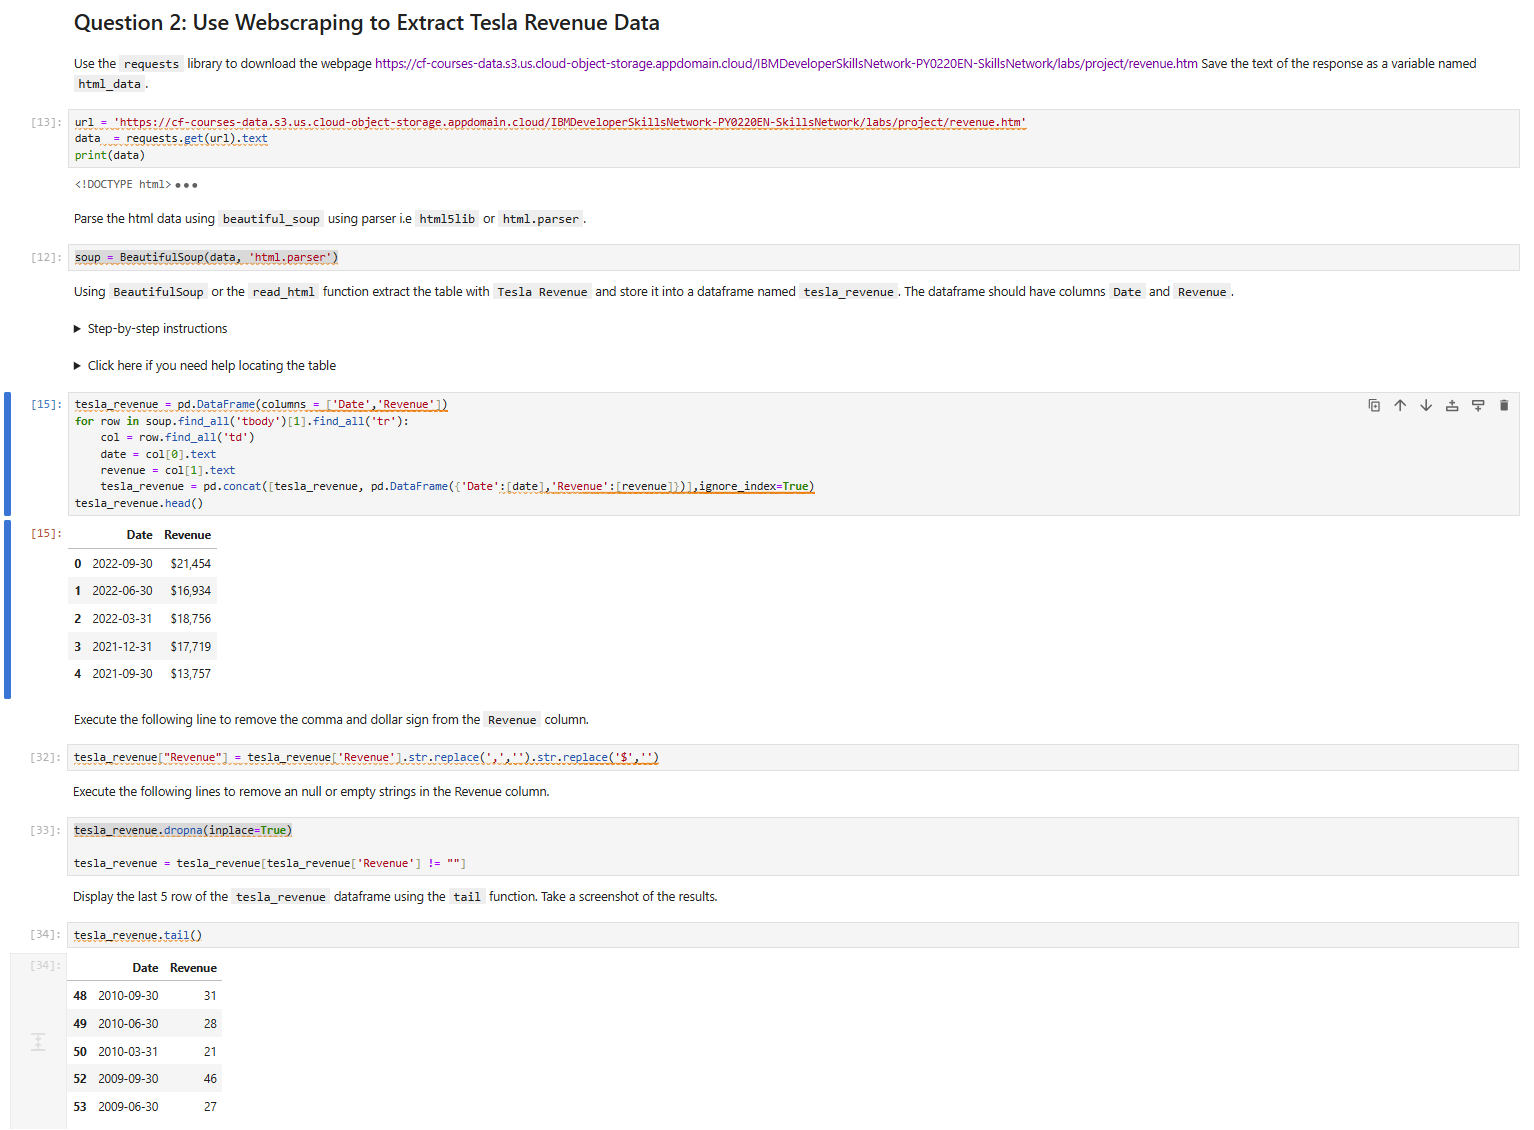 Question 2: Use Webscraping to Extract Tesla Revenue Data
Use the requests library to download the webpage https://cf-courses-data.s3.us.cloud-object-storage.appdomain.cloud/IBMDeveloperSkillsNetwork-PY0220EN-SkillsNetwork/labs/project/revenue.htm Save the text of the response as a variable named
html_data.
[13]: url = 'https://cf-courses-data.s3.us.cloud-object-storage.appdomain.cloud/IBMDeveloperSkillsNetwork-PY0220EN-SkillsNetwork/labs/project/revenue.htm'
data  = requests.get(url).text
print(data)
<!DOCTYPE html> •••
Parse the html data using beautiful_soup using parser i.e html5lib or html.parser.
[12]: soup = BeautifulSoup(data, 'html.parser')
Using BeautifulSoup or the read_html function extract the table with Tesla Revenue and store it into a dataframe named tesla_revenue. The dataframe should have columns Date and Revenue.
▶ Step-by-step instructions
▶ Click here if you need help locating the table
[15]: tesla_revenue = pd.DataFrame(columns = ['Date','Revenue'])
for row in soup.find_all('tbody')[1].find_all('tr'):
    col = row.find_all('td')
    date = col[0].text
    revenue = col[1].text
    tesla_revenue = pd.concat([tesla_revenue, pd.DataFrame({'Date':[date],'Revenue':[revenue]})],ignore_index=True)
tesla_revenue.head()
[15]: Date Revenue
0 2022-09-30 $21,454
1 2022-06-30 $16,934
2 2022-03-31 $18,756
3 2021-12-31 $17,719
4 2021-09-30 $13,757
Execute the following line to remove the comma and dollar sign from the Revenue column.
[32]: tesla_revenue["Revenue"] = tesla_revenue['Revenue'].str.replace(',','').str.replace('$','')
Execute the following lines to remove an null or empty strings in the Revenue column.
[33]: tesla_revenue.dropna(inplace=True)
tesla_revenue = tesla_revenue[tesla_revenue['Revenue'] != ""]
Display the last 5 row of the tesla_revenue dataframe using the tail function. Take a screenshot of the results.
[34]: tesla_revenue.tail()
[34]: Date Revenue
48 2010-09-30 31
49 2010-06-30 28
50 2010-03-31 21
52 2009-09-30 46
53 2009-06-30 27